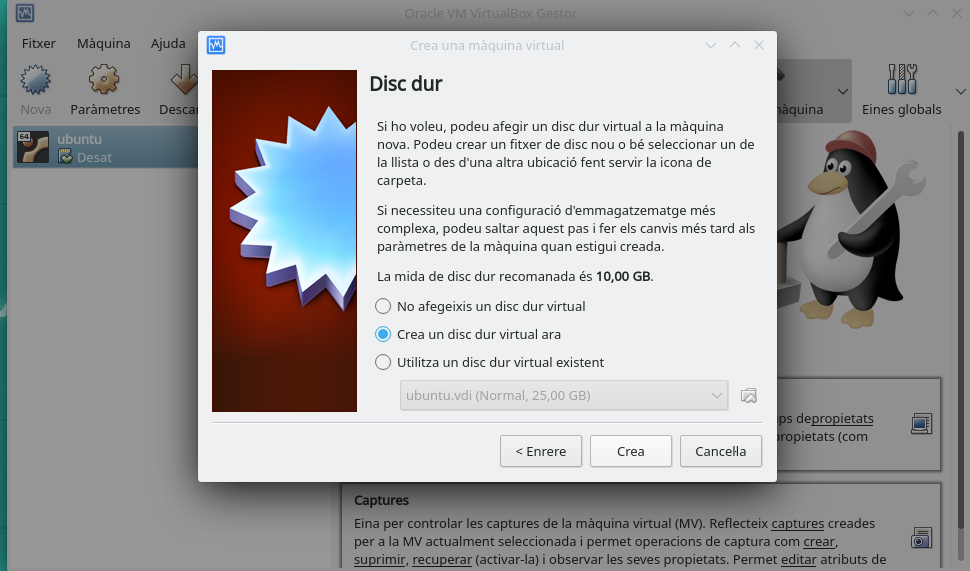 Oracle VM VirtualBox Gestor
Fitxer Màquina Ajuda
Crea una màquina virtual
Nova Paràmetres Descar
màquina Eines globals
64 ubuntu
Desat
Disc dur
Si ho voleu, podeu afegir un disc dur virtual a la màquina
nova. Podeu crear un fitxer de disc nou o bé seleccionar un de
la llista o des d'una altra ubicació fent servir la icona de
carpeta.
Si necessiteu una configuració d'emmagatzematge més
complexa, podeu saltar aquest pas i fer els canvis més tard als
paràmetres de la màquina quan estigui creada.
La mida de disc dur recomanada és 10,00 GB.
No afegeixis un disc dur virtual
Crea un disc dur virtual ara
Utilitza un disc dur virtual existent
ubuntu.vdi (Normal, 25,00 GB)
< Enrere Crea Cancel·la
ps depropietats
ropietats (com
Captures
Eina per controlar les captures de la màquina virtual (MV). Reflecteix captures creades
per a la MV actualment seleccionada i permet operacions de captura com crear,
suprimir, recuperar (activar-la) i observar les seves propietats. Permet editar atributs de